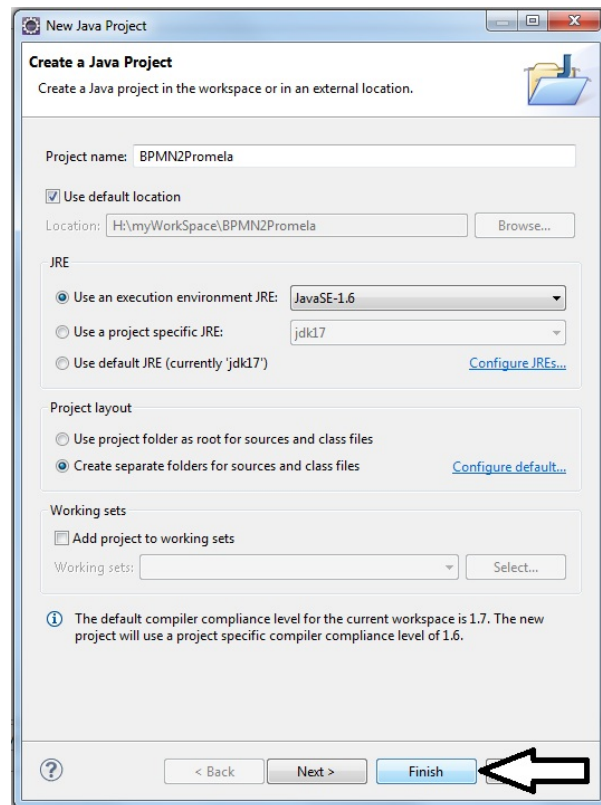 New Java Project
Create a Java Project
Create a Java project in the workspace or in an external location.
Project name: BPMN2Promela
Use default location
Location: H:\myWorkSpace\BPMN2Promela Browse...
JRE
Use an execution environment JRE: JavaSE-1.6
Use a project specific JRE: jdk17
Use default JRE (currently 'jdk17') Configure JREs...
Project layout
Use project folder as root for sources and class files
Create separate folders for sources and class files Configure default...
Working sets
Add project to working sets
Working sets: Select...
The default compiler compliance level for the current workspace is 1.7. The new
project will use a project specific compiler compliance level of 1.6.
? < Back Next > Finish